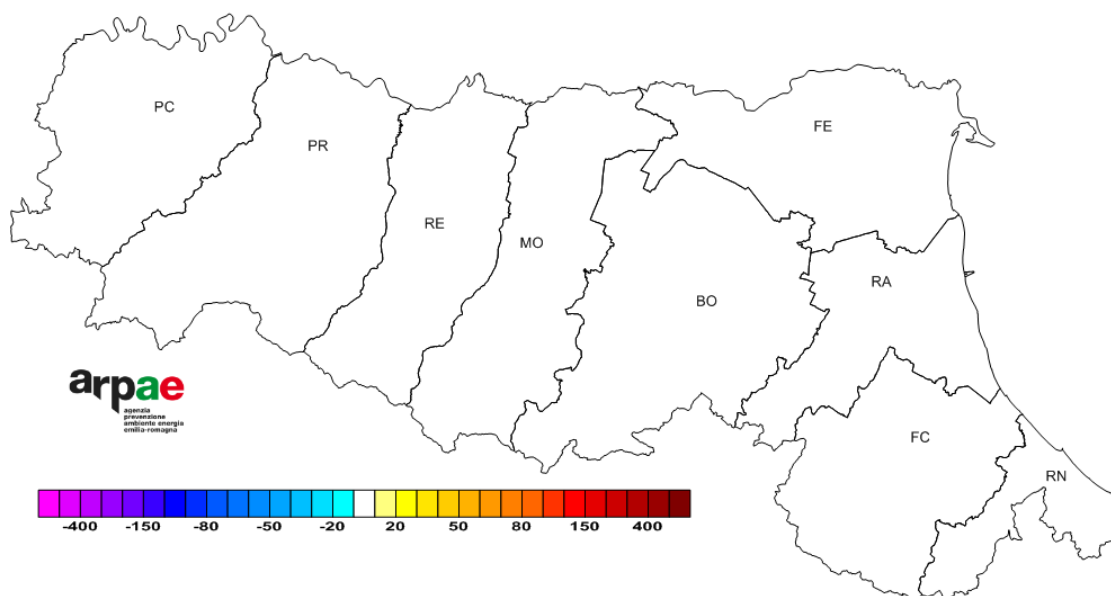 PC
PR
FE
RE
MO
RA
BO
arpae
agenzia
prevenzione
ambiente energia
emilia-romagna
FC
RN
-400 -150 -80 -50 -20 20 50 80 150 400